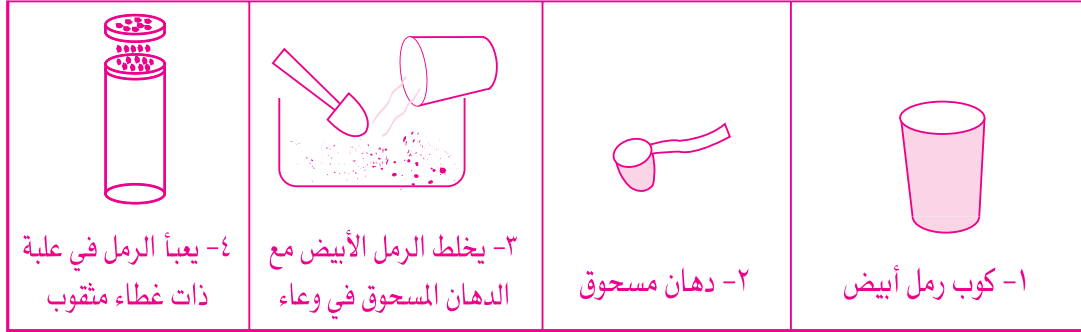 ١- كوب رمل أبيض
٢- دهان مسحوق
٣- يخلط الرمل الأبيض مع
الدهان المسحوق في وعاء
٤- يعبأ الرمل في علبة
ذات غطاء مثقوب